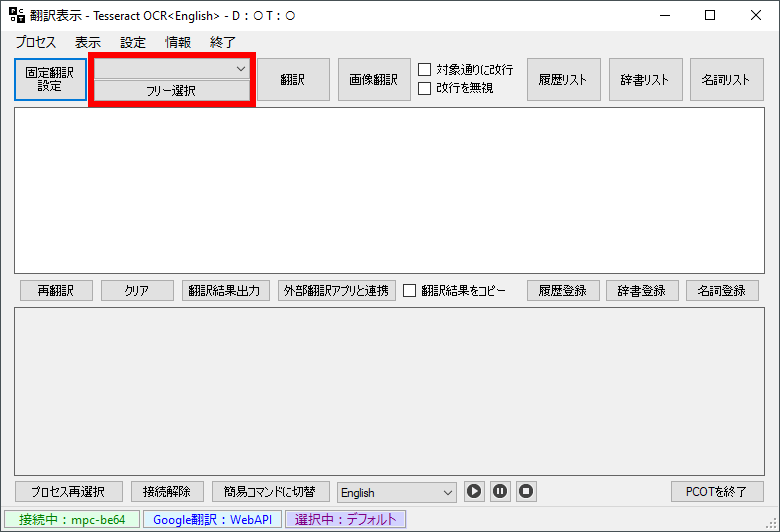 翻訳表示 - Tesseract OCR<English> - D：○ T：○
プロセス 表示 設定 情報 終了
固定翻訳
設定
フリー選択
翻訳
画像翻訳
対象通りに改行
改行を無視
履歴リスト
辞書リスト
名詞リスト
再翻訳
クリア
翻訳結果出力
外部翻訳アプリと連携
翻訳結果をコピー
履歴登録
辞書登録
名詞登録
プロセス再選択
接続解除
簡易コマンドに切替
English
PCOTを終了
接続中：mpc-be64
Google翻訳：WebAPI
選択中：デフォルト